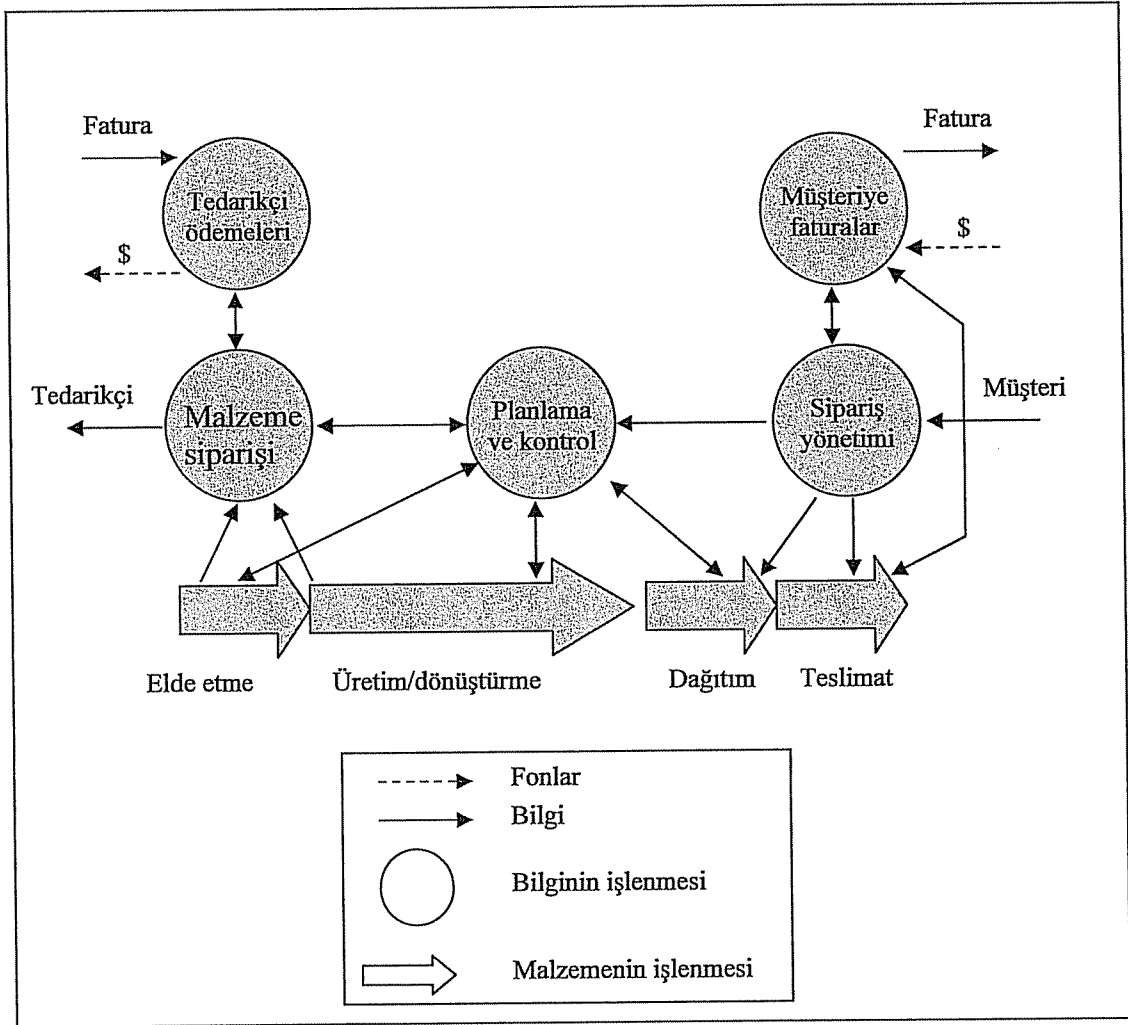 Fatura
Fatura
Tedarikçi
ödemeleri
Müşteriye
faturalar
$
$
Tedarikçi
Malzeme
siparişi
Planlama
ve kontrol
Sipariş
yönetimi
Müşteri
Elde etme
Üretim/dönüştürme
Dağıtım
Teslimat
Fonlar
Bilgi
Bilginin işlenmesi
Malzemenin işlenmesi